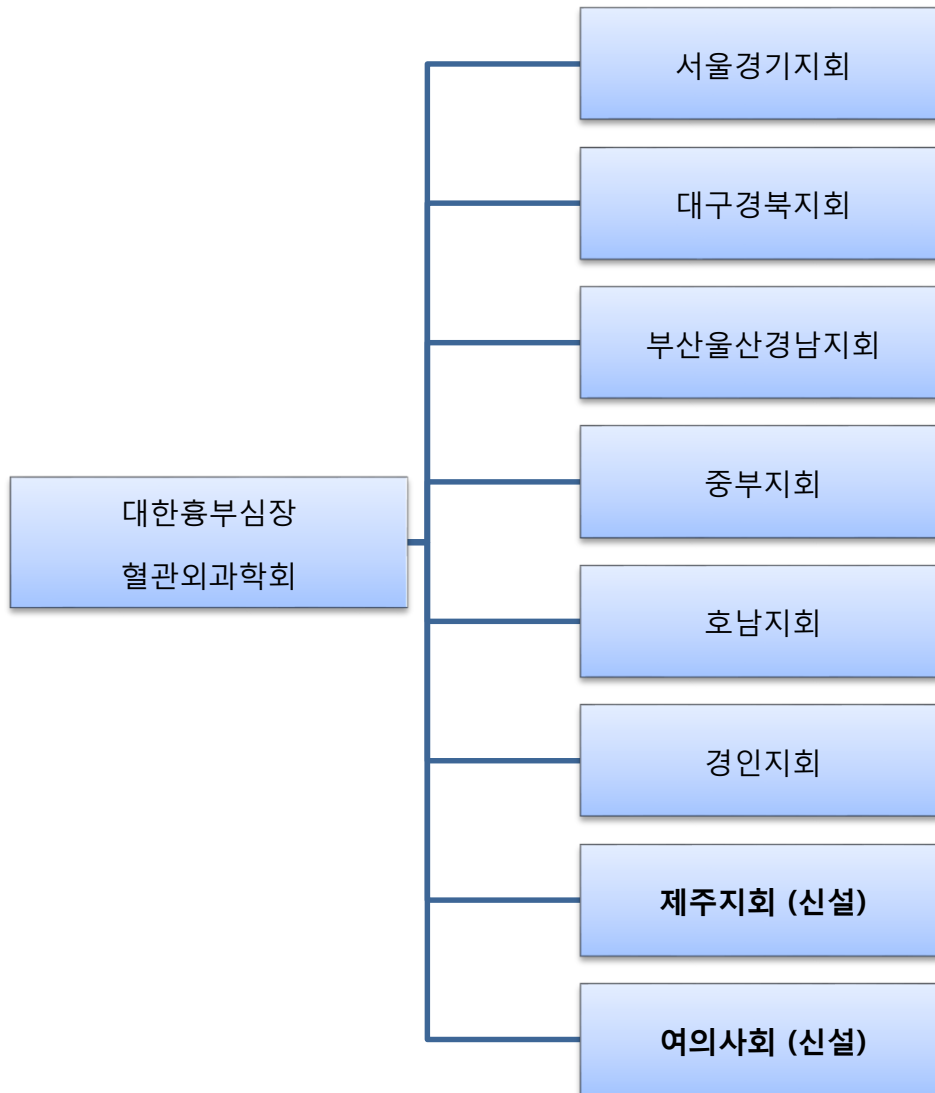 대한흉부심장
혈관외과학회
서울경기지회
대구경북지회
부산울산경남지회
중부지회
호남지회
경인지회
제주지회 (신설)
여의사회 (신설)